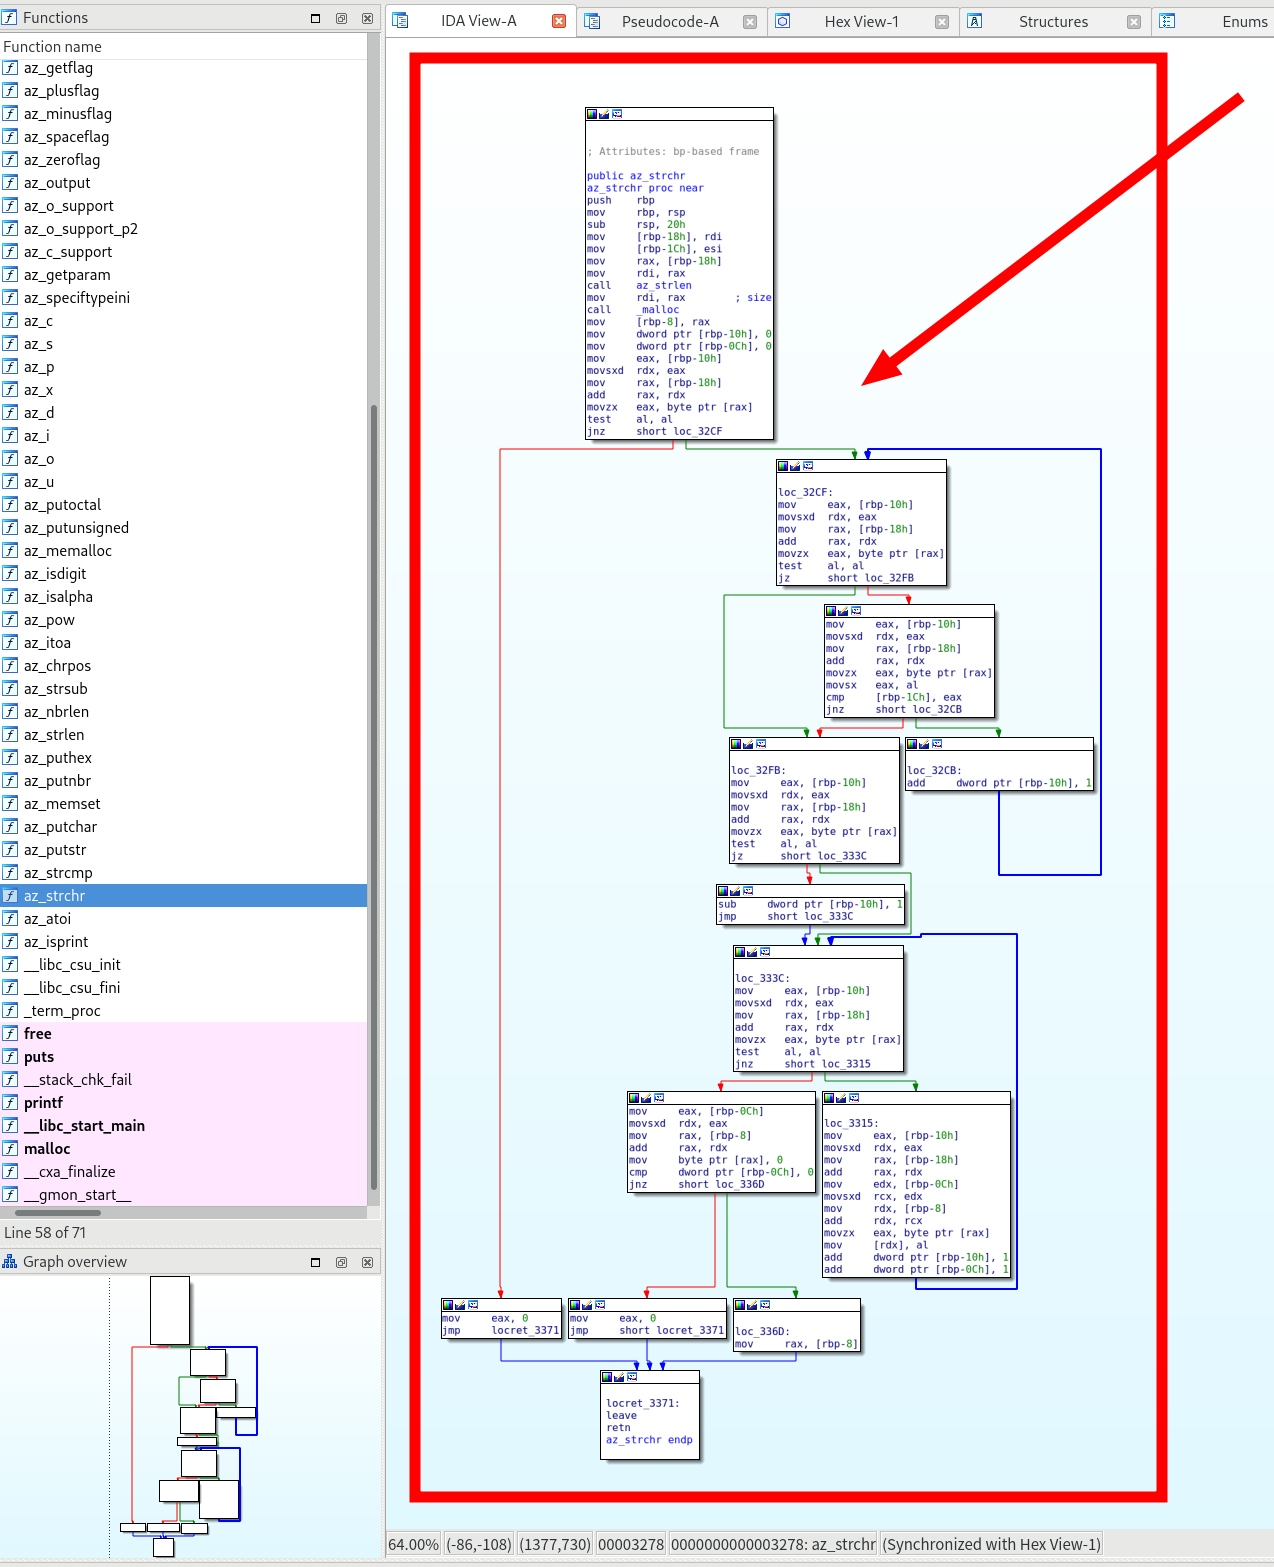 Functions
Function name
az_getflag
az_plusflag
az_minusflag
az_spaceflag
az_zeroflag
az_output
az_o_support
az_o_support_p2
az_c_support
az_getparam
az_speciftypeini
az_c
az_s
az_p
az_x
az_d
az_i
az_o
az_u
az_putoctal
az_putunsigned
az_memalloc
az_isdigit
az_isalpha
az_pow
az_itoa
az_chrpos
az_strsub
az_nbrlen
az_strlen
az_puthex
az_putnbr
az_memset
az_putchar
az_putstr
az_strcmp
az_strchr
az_atoi
az_isprint
__libc_csu_init
__libc_csu_fini
_term_proc
free
puts
__stack_chk_fail
printf
__libc_start_main
malloc
__cxa_finalize
__gmon_start__
Line 58 of 71
Graph overview
IDA View-A
Pseudocode-A
Hex View-1
Structures
Enums
; Attributes: bp-based frame
public az_strchr
az_strchr proc near
push rbp
mov rbp, rsp
sub rsp, 20h
mov [rbp-18h], rdi
mov [rbp-1Ch], esi
mov rax, [rbp-18h]
mov rdi, rax
call az_strlen
mov rdi, rax ; size
call _malloc
mov [rbp-8], rax
mov dword ptr [rbp-10h], 0
mov dword ptr [rbp-0Ch], 0
mov eax, [rbp-10h]
movsxd rdx, eax
mov rax, [rbp-18h]
add rax, rdx
movzx eax, byte ptr [rax]
test al, al
jnz short loc_32CF
loc_32CF:
mov eax, [rbp-10h]
movsxd rdx, eax
mov rax, [rbp-18h]
add rax, rdx
movzx eax, byte ptr [rax]
test al, al
jz short loc_32FB
mov eax, [rbp-10h]
movsxd rdx, eax
mov rax, [rbp-18h]
add rax, rdx
movzx eax, byte ptr [rax]
movsx eax, al
cmp [rbp-1Ch], eax
jnz short loc_32CB
loc_32FB:
mov eax, [rbp-10h]
movsxd rdx, eax
mov rax, [rbp-18h]
add rax, rdx
movzx eax, byte ptr [rax]
test al, al
jz short loc_333C
loc_32CB:
add dword ptr [rbp-10h], 1
sub dword ptr [rbp-10h], 1
jmp short loc_333C
loc_333C:
mov eax, [rbp-10h]
movsxd rdx, eax
mov rax, [rbp-18h]
add rax, rdx
movzx eax, byte ptr [rax]
test al, al
jnz short loc_3315
mov eax, [rbp-0Ch]
movsxd rdx, eax
mov rax, [rbp-8]
add rax, rdx
mov byte ptr [rax], 0
cmp dword ptr [rbp-0Ch], 0
jnz short loc_336D
loc_3315:
mov eax, [rbp-10h]
movsxd rdx, eax
mov rax, [rbp-18h]
add rax, rdx
mov edx, [rbp-0Ch]
movsxd rcx, edx
mov rdx, [rbp-8]
add rdx, rcx
movzx eax, byte ptr [rax]
mov [rdx], al
add dword ptr [rbp-10h], 1
add dword ptr [rbp-0Ch], 1
mov eax, 0
jmp locret_3371
mov eax, 0
jmp short locret_3371
loc_336D:
mov rax, [rbp-8]
locret_3371:
leave
retn
az_strchr endp
64.00% (-86,-108) (1377,730) 00003278 0000000000003278: az_strchr (Synchronized with Hex View-1)